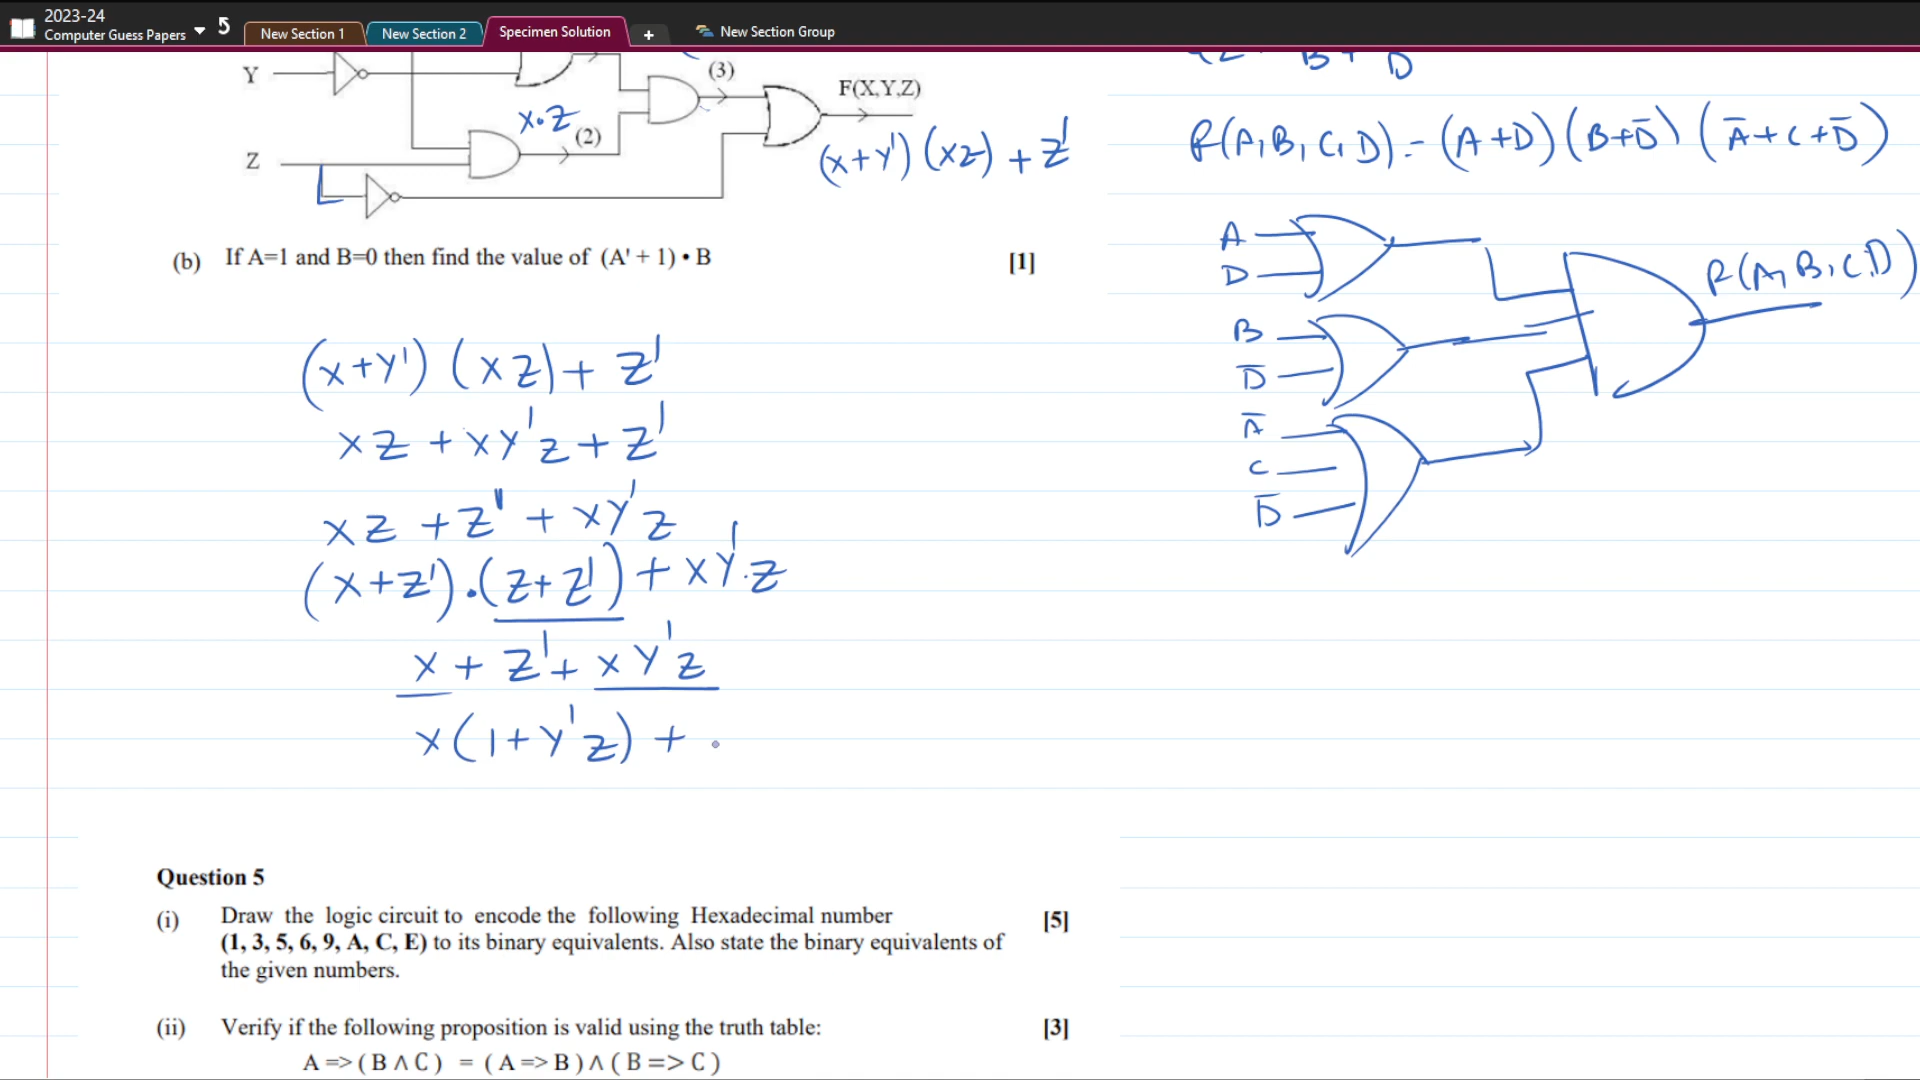 2023-24
Computer Guess Papers
New Section 1
New Section 2
Specimen Solution
+
New Section Group
Y
(3)
F(X,Y,Z)
X•Z
(2)
Z
(x+y')(xz)+z'
(b) If A=1 and B=0 then find the value of (A' + 1) • B [1]
(x+y')(xz)+z'
xz+xy'z+z'
xz+z'+xy'z
(x+z').(z+z')+xy'.z
x+z'+xy'z
x(1+y'z)+
B+
D
F(A,B,C,D)=(A+D)(B+D̅)(A̅+C+D̅)
A
D
B
D̅
A̅
C
D̅
F(A,B,C,D)
Question 5
(i) Draw the logic circuit to encode the following Hexadecimal number [5]
(1, 3, 5, 6, 9, A, C, E) to its binary equivalents. Also state the binary equivalents of
the given numbers.
(ii) Verify if the following proposition is valid using the truth table: [3]
A => ( B ∧ C ) = ( A => B ) ∧ ( B => C )